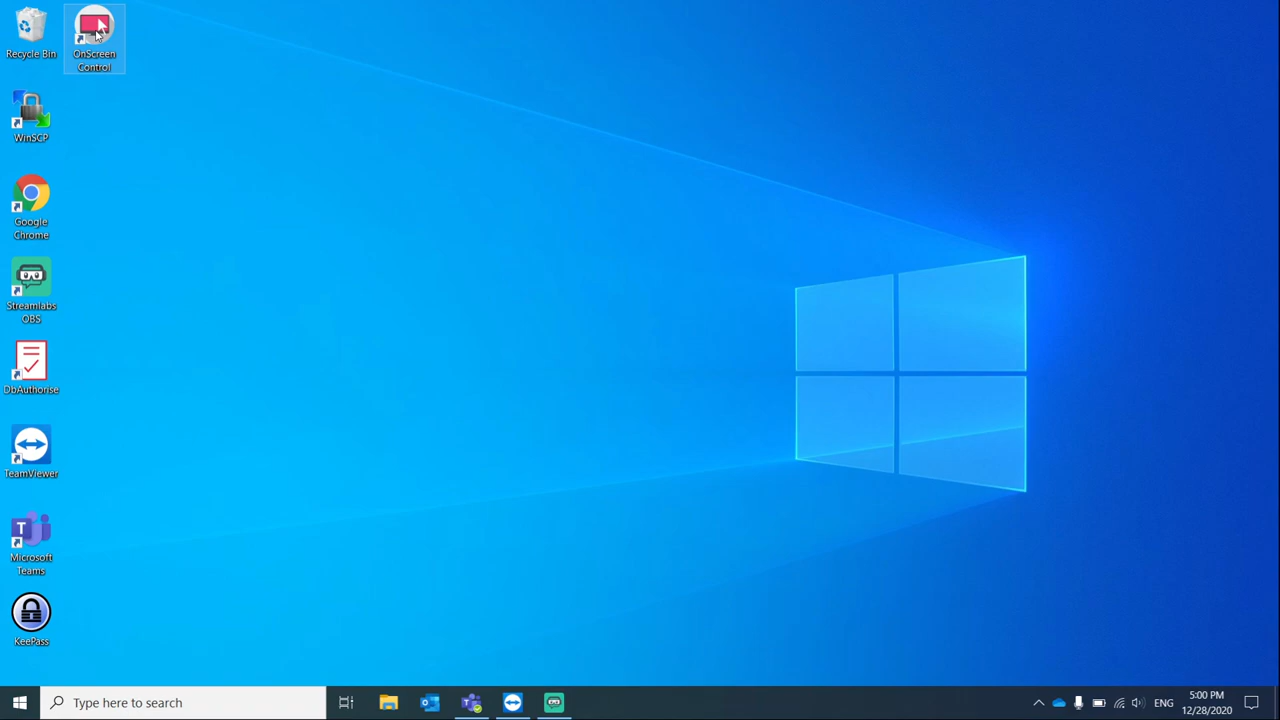 Recycle Bin
OnScreen
Control
WinSCP
Google
Chrome
Streamlabs
OBS
DbAuthorise
TeamViewer
T
Microsoft
Teams
KeePass
Type here to search
ENG
5:00 PM
12/28/2020